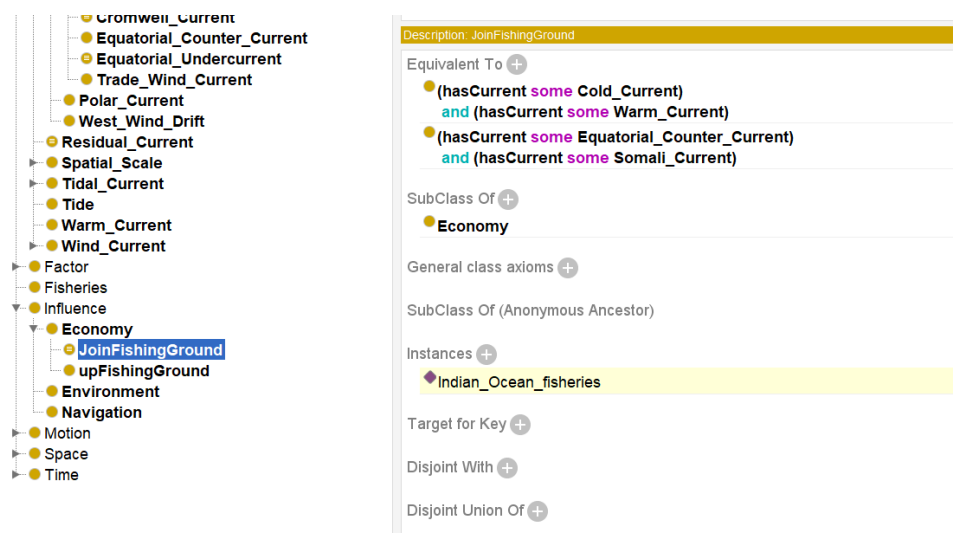 Cromwell_Current
Equatorial_Counter_Current
Equatorial_Undercurrent
Trade_Wind_Current
Polar_Current
West_Wind_Drift
Residual_Current
Spatial_Scale
Tidal_Current
Tide
Warm_Current
Wind_Current
Factor
Fisheries
Influence
Economy
JoinFishingGround
upFishingGround
Environment
Navigation
Motion
Space
Time
Description: JoinFishingGround
Equivalent To
(hasCurrent some Cold_Current)
and (hasCurrent some Warm_Current)
(hasCurrent some Equatorial_Counter_Current)
and (hasCurrent some Somali_Current)
SubClass Of
Economy
General class axioms
SubClass Of (Anonymous Ancestor)
Instances
Indian_Ocean_fisheries
Target for Key
Disjoint With
Disjoint Union Of